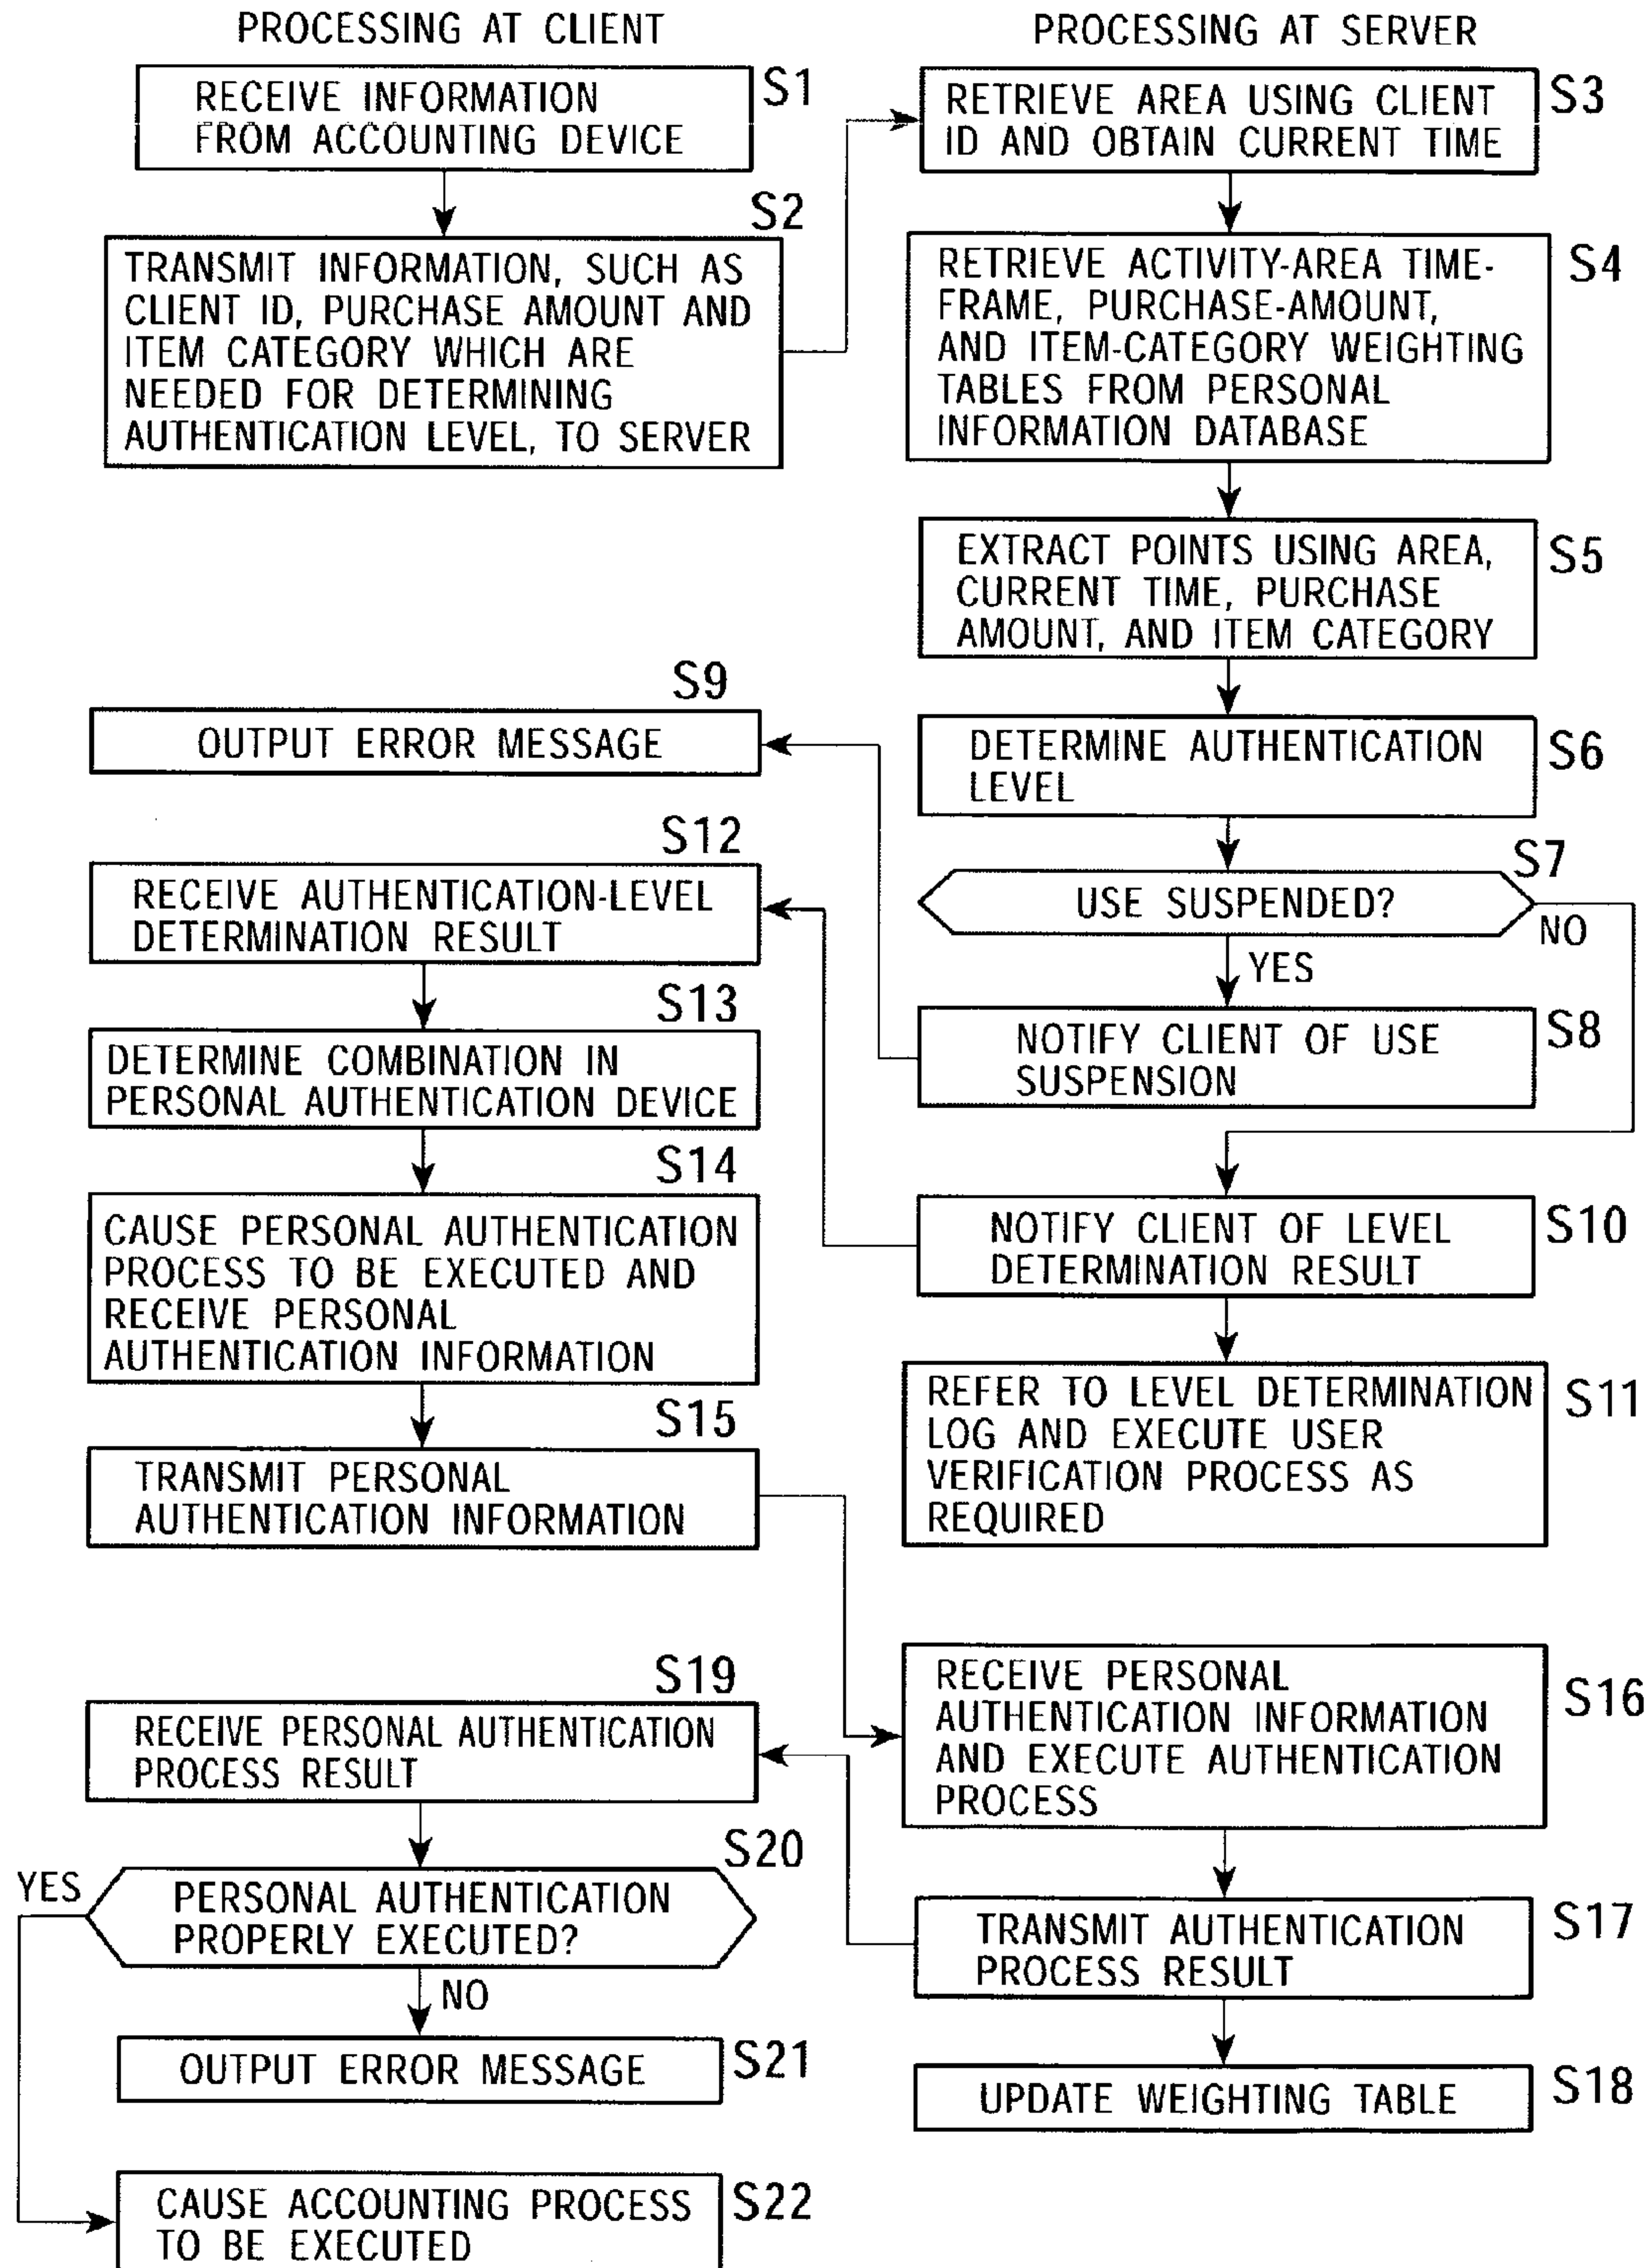 PROCESSING AT CLIENT
PROCESSING AT SERVER
S1
RECEIVE INFORMATION
FROM ACCOUNTING DEVICE
S2
TRANSMIT INFORMATION, SUCH AS
CLIENT ID, PURCHASE AMOUNT AND
ITEM CATEGORY WHICH ARE
NEEDED FOR DETERMINING
AUTHENTICATION LEVEL, TO SERVER
S3
RETRIEVE AREA USING CLIENT
ID AND OBTAIN CURRENT TIME
S4
RETRIEVE ACTIVITY-AREA TIME-
FRAME, PURCHASE-AMOUNT,
AND ITEM-CATEGORY WEIGHTING
TABLES FROM PERSONAL
INFORMATION DATABASE
S5
EXTRACT POINTS USING AREA,
CURRENT TIME, PURCHASE
AMOUNT, AND ITEM CATEGORY
S6
DETERMINE AUTHENTICATION
LEVEL
S7
USE SUSPENDED?
NO
YES
S8
NOTIFY CLIENT OF USE
SUSPENSION
S9
OUTPUT ERROR MESSAGE
S10
NOTIFY CLIENT OF LEVEL
DETERMINATION RESULT
S11
REFER TO LEVEL DETERMINATION
LOG AND EXECUTE USER
VERIFICATION PROCESS AS
REQUIRED
S12
RECEIVE AUTHENTICATION-LEVEL
DETERMINATION RESULT
S13
DETERMINE COMBINATION IN
PERSONAL AUTHENTICATION DEVICE
S14
CAUSE PERSONAL AUTHENTICATION
PROCESS TO BE EXECUTED AND
RECEIVE PERSONAL
AUTHENTICATION INFORMATION
S15
TRANSMIT PERSONAL
AUTHENTICATION INFORMATION
S16
RECEIVE PERSONAL
AUTHENTICATION INFORMATION
AND EXECUTE AUTHENTICATION
PROCESS
S17
TRANSMIT AUTHENTICATION
PROCESS RESULT
S18
UPDATE WEIGHTING TABLE
S19
RECEIVE PERSONAL AUTHENTICATION
PROCESS RESULT
S20
YES
PERSONAL AUTHENTICATION
PROPERLY EXECUTED?
NO
S21
OUTPUT ERROR MESSAGE
S22
CAUSE ACCOUNTING PROCESS
TO BE EXECUTED